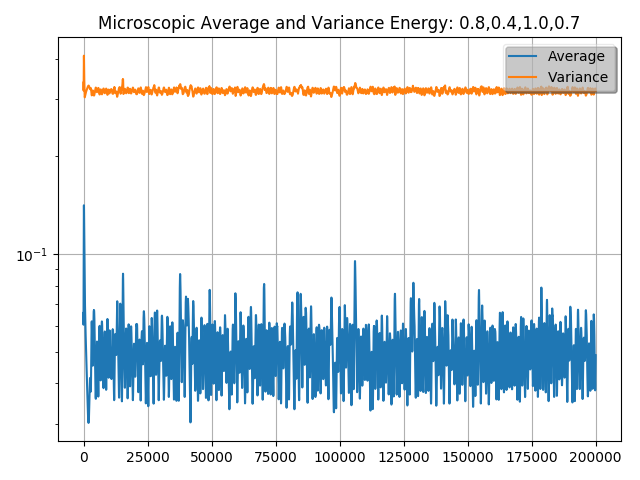 Microscopic Average and Variance Energy: 0.8,0.4,1.0,0.7
Average
Variance
10⁻¹
0 25000 50000 75000 100000 125000 150000 175000 200000